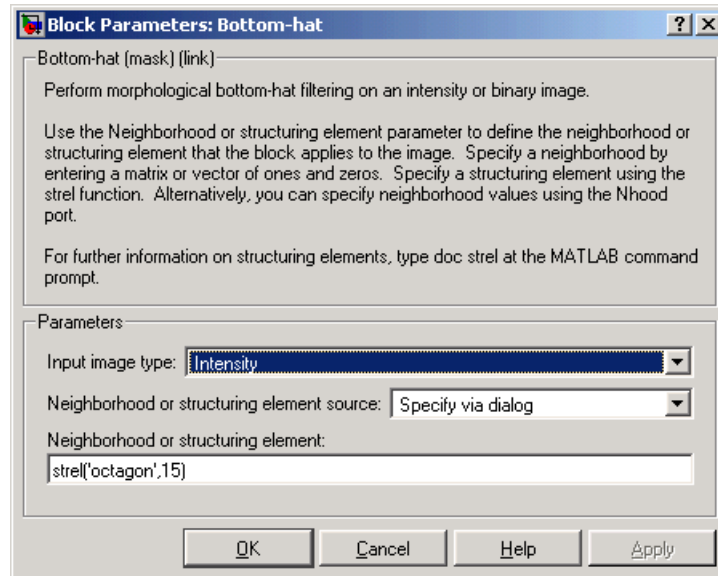 Block Parameters: Bottom-hat
Bottom-hat (mask) (link)
Perform morphological bottom-hat filtering on an intensity or binary image.
Use the Neighborhood or structuring element parameter to define the neighborhood or
structuring element that the block applies to the image.  Specify a neighborhood by
entering a matrix or vector of ones and zeros.  Specify a structuring element using the
strel function.  Alternatively, you can specify neighborhood values using the Nhood
port.
For further information on structuring elements, type doc strel at the MATLAB command
prompt.
Parameters
Input image type: Intensity
Neighborhood or structuring element source: Specify via dialog
Neighborhood or structuring element:
strel('octagon',15)
OK Cancel Help Apply